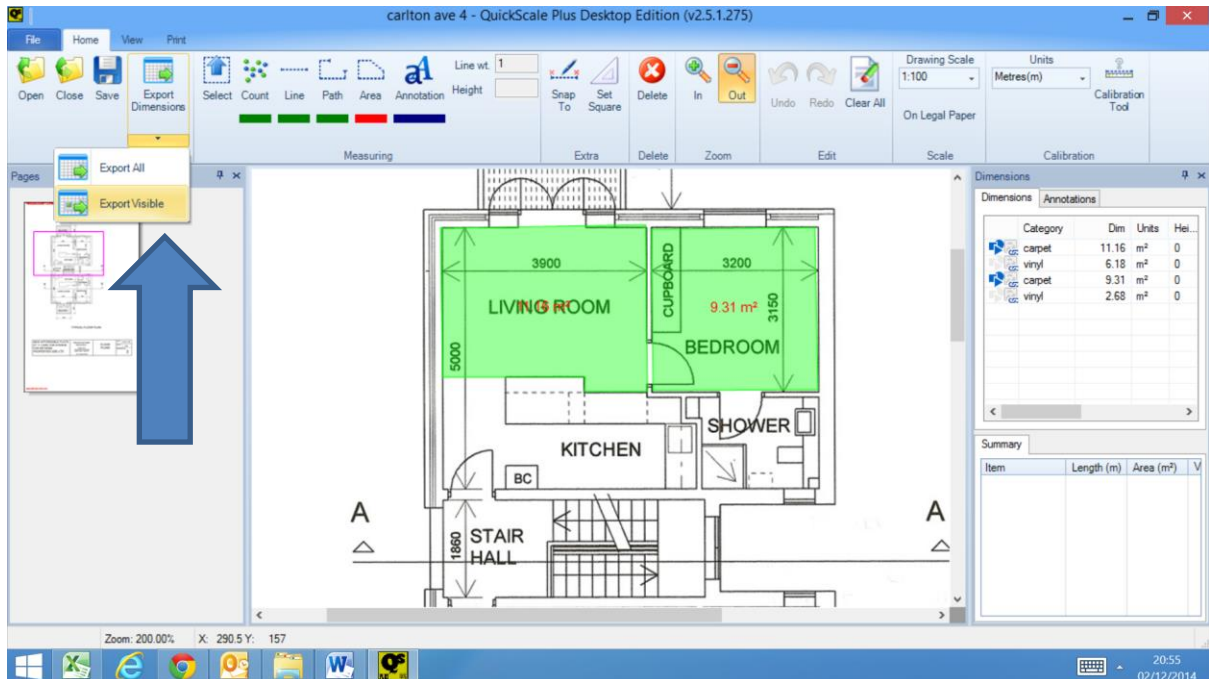 carlton ave 4 - QuickScale Plus Desktop Edition (v2.5.1.275)
File Home View Print
Open Close Save Export Dimensions
Select Count Line Path Area Annotation
Line wt. 1
Height
Snap To Set Square
Delete
In Out
Undo Redo Clear All
Drawing Scale
1:100
On Legal Paper
Units
Metres(m)
Calibration Tool
Measuring Extra Delete Zoom Edit Scale Calibration
Export All
Export Visible
Pages
3900
LIVING ROOM
5000
CUPBOARD
3200
9.31 m²
3150
BEDROOM
SHOWER
KITCHEN
BC
A
A
STAIR
HALL
1860
Dimensions
Dimensions Annotations
Category Dim Units Hei...
carpet 11.16 m² 0
vinyl 6.18 m² 0
carpet 9.31 m² 0
vinyl 2.68 m² 0
Summary
Item Length (m) Area (m²) V
Zoom: 200.00% X: 290.5 Y: 157
20:55
02/12/2014